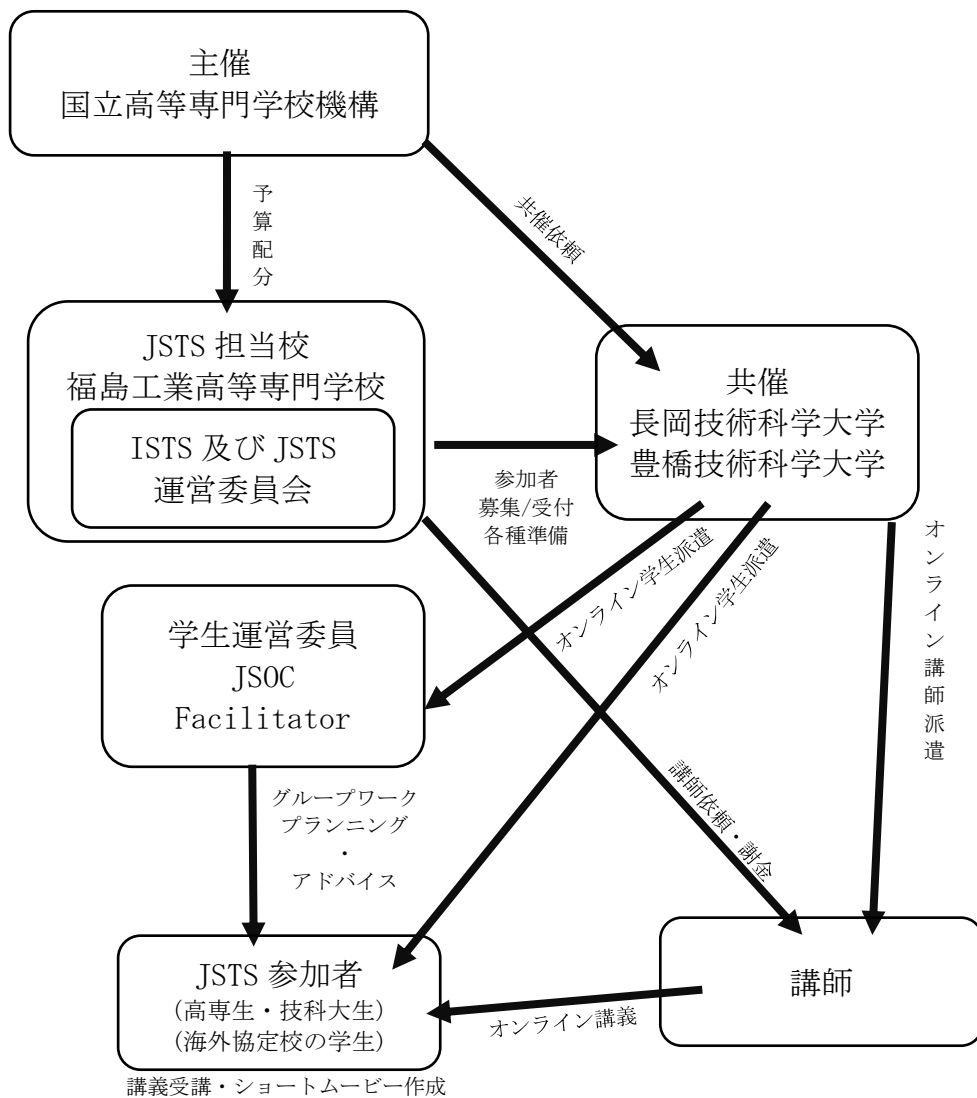 主催
国立高等専門学校機構
予算配分
共催依頼
JSTS 担当校
福島工業高等専門学校
ISTS 及び JSTS
運営委員会
参加者
募集/受付
各種準備
共催
長岡技術科学大学
豊橋技術科学大学
オンライン学生派遣
オンライン学生派遣
オンライン講師派遣
学生運営委員
JSOC
Facilitator
グループワーク
プランニング
・
アドバイス
講師依頼・謝金
JSTS 参加者
(高専生・技科大生)
(海外協定校の学生)
オンライン講義
講師
講義受講・ショートムービー作成